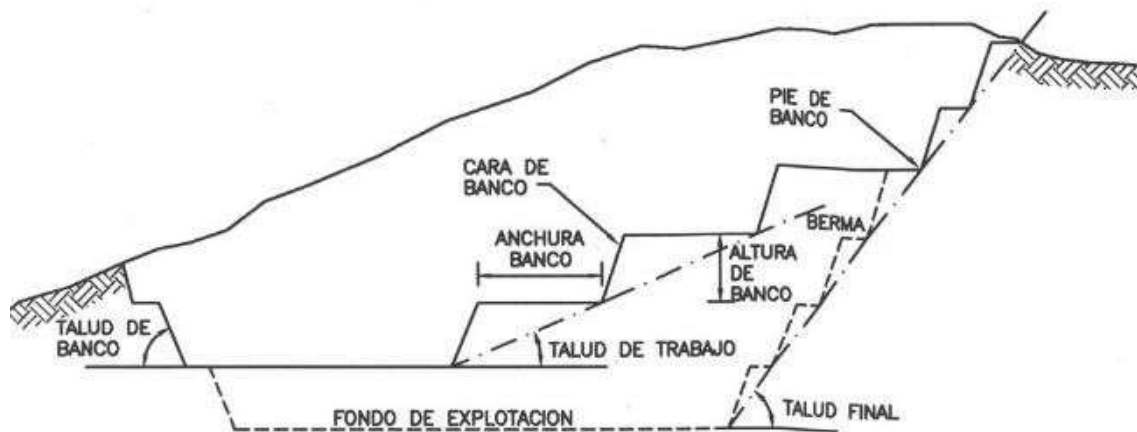 PIE DE
BANCO
CARA DE
BANCO
ANCHURA
BANCO
BERMA
ALTURA
DE
BANCO
TALUD DE
BANCO
TALUD DE TRABAJO
FONDO DE EXPLOTACION
TALUD FINAL